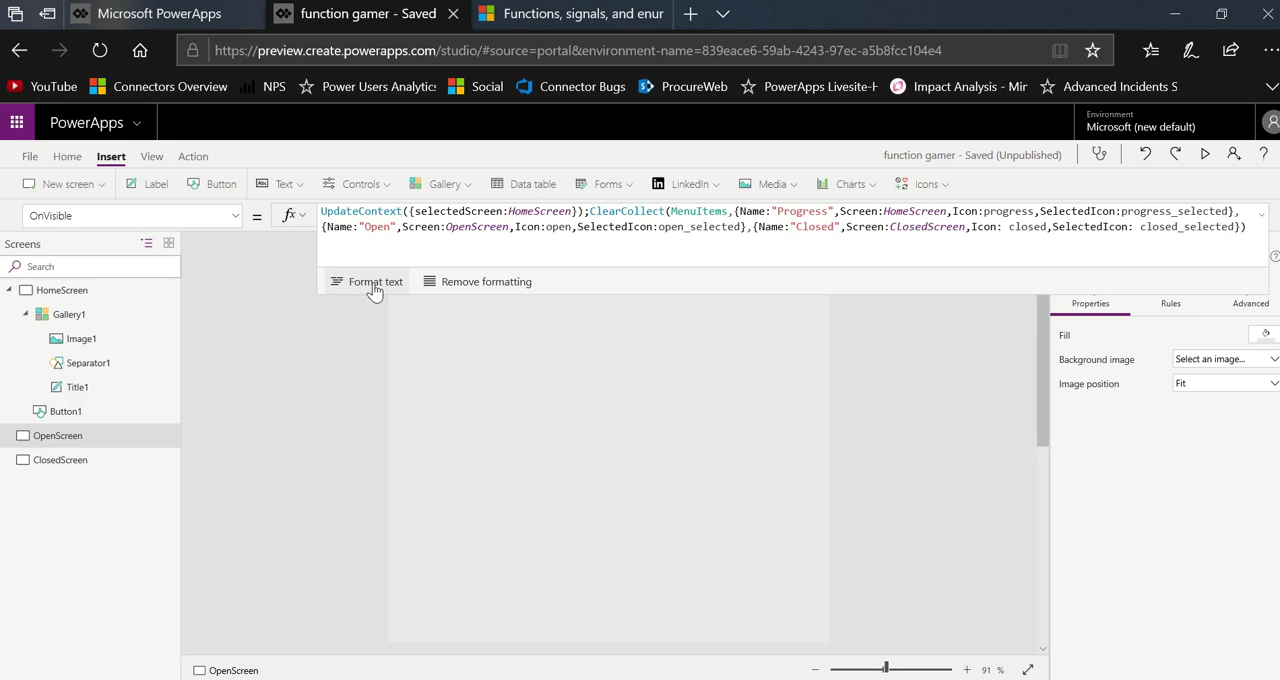 Microsoft PowerApps
function gamer - Saved
Functions, signals, and enur
https://preview.create.powerapps.com/studio/#source=portal&environment-name=839eace6-59ab-4243-97ec-a5b8fcc104e4
YouTube
Connectors Overview
NPS
Power Users Analytic:
Social
Connector Bugs
ProcureWeb
PowerApps Livesite-H
Impact Analysis - Mir
Advanced Incidents S
PowerApps
Environment
Microsoft (new default)
File
Home
Insert
View
Action
function gamer - Saved (Unpublished)
New screen
Label
Button
Text
Controls
Gallery
Data table
Forms
LinkedIn
Media
Charts
Icons
OnVisible
=
fx
UpdateContext({selectedScreen:HomeScreen});ClearCollect(MenuItems,{Name:"Progress",Screen:HomeScreen,Icon:progress,SelectedIcon:progress_selected},
{Name:"Open",Screen:OpenScreen,Icon:open,SelectedIcon:open_selected},{Name:"Closed",Screen:ClosedScreen,Icon: closed,SelectedIcon: closed_selected})
Format text
Remove formatting
Screens
Search
HomeScreen
Gallery1
Image1
Separator1
Title1
Button1
OpenScreen
ClosedScreen
Properties
Rules
Advanced
Fill
Background image
Select an image...
Image position
Fit
OpenScreen
91 %